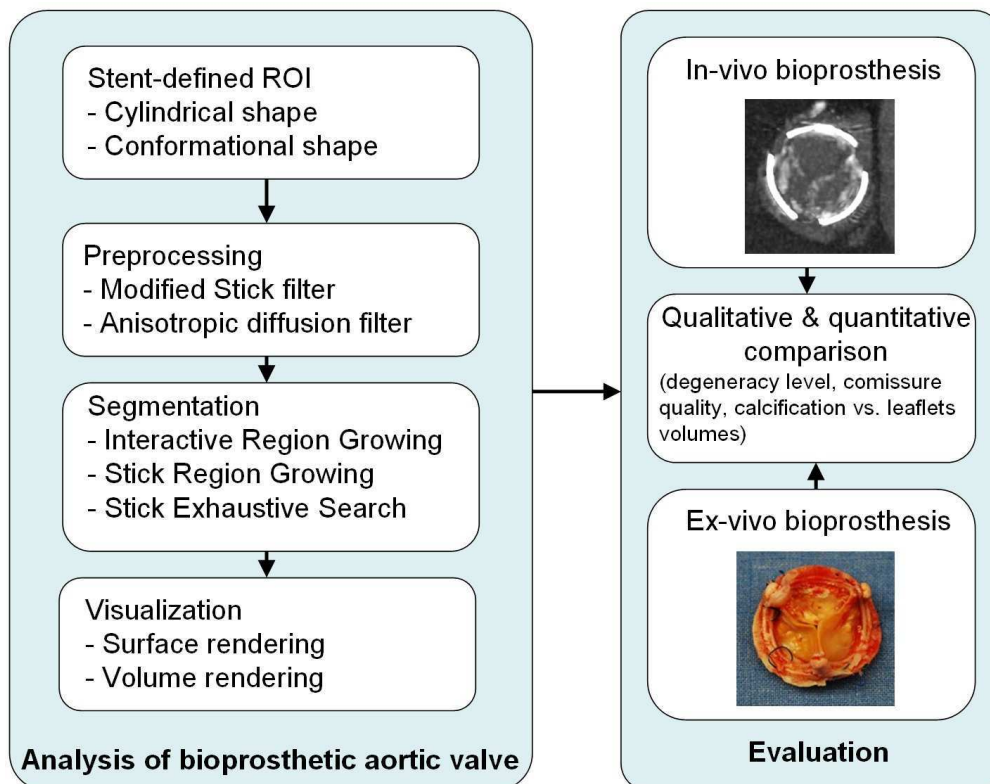 Stent-defined ROI
- Cylindrical shape
- Conformational shape
Preprocessing
- Modified Stick filter
- Anisotropic diffusion filter
Segmentation
- Interactive Region Growing
- Stick Region Growing
- Stick Exhaustive Search
Visualization
- Surface rendering
- Volume rendering
Analysis of bioprosthetic aortic valve
In-vivo bioprosthesis
Qualitative & quantitative
comparison
(degeneracy level, comissure
quality, calcification vs. leaflets
volumes)
Ex-vivo bioprosthesis
Evaluation